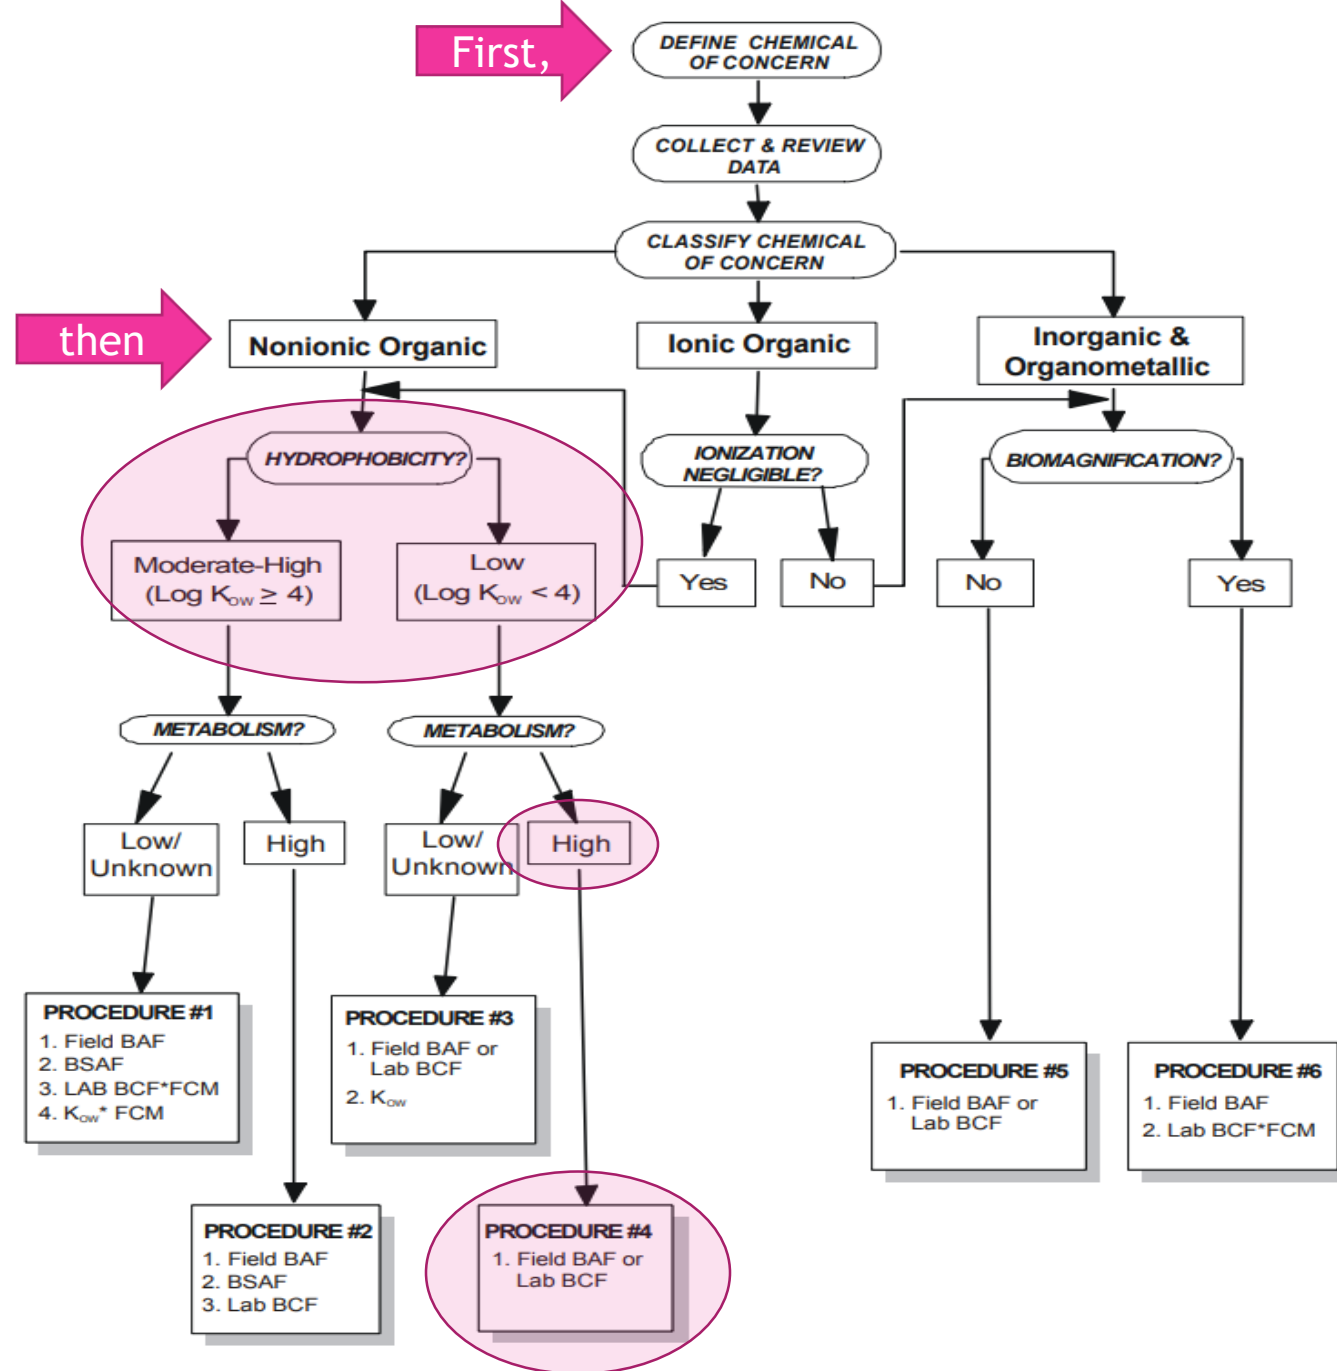 First,
DEFINE CHEMICAL
OF CONCERN
COLLECT & REVIEW
DATA
CLASSIFY CHEMICAL
OF CONCERN
then
Nonionic Organic
Ionic Organic
Inorganic &
Organometallic
HYDROPHOBICITY?
IONIZATION
NEGLIGIBLE?
BIOMAGNIFICATION?
Moderate-High
(Log Kow ≥ 4)
Low
(Log Kow < 4)
Yes
No
No
Yes
METABOLISM?
METABOLISM?
Low/
Unknown
High
Low/
Unknown
High
PROCEDURE #1
1. Field BAF
2. BSAF
3. LAB BCF*FCM
4. Kow* FCM
PROCEDURE #3
1. Field BAF or
Lab BCF
2. Kow
PROCEDURE #5
1. Field BAF or
Lab BCF
PROCEDURE #6
1. Field BAF
2. Lab BCF*FCM
PROCEDURE #2
1. Field BAF
2. BSAF
3. Lab BCF
PROCEDURE #4
1. Field BAF or
Lab BCF